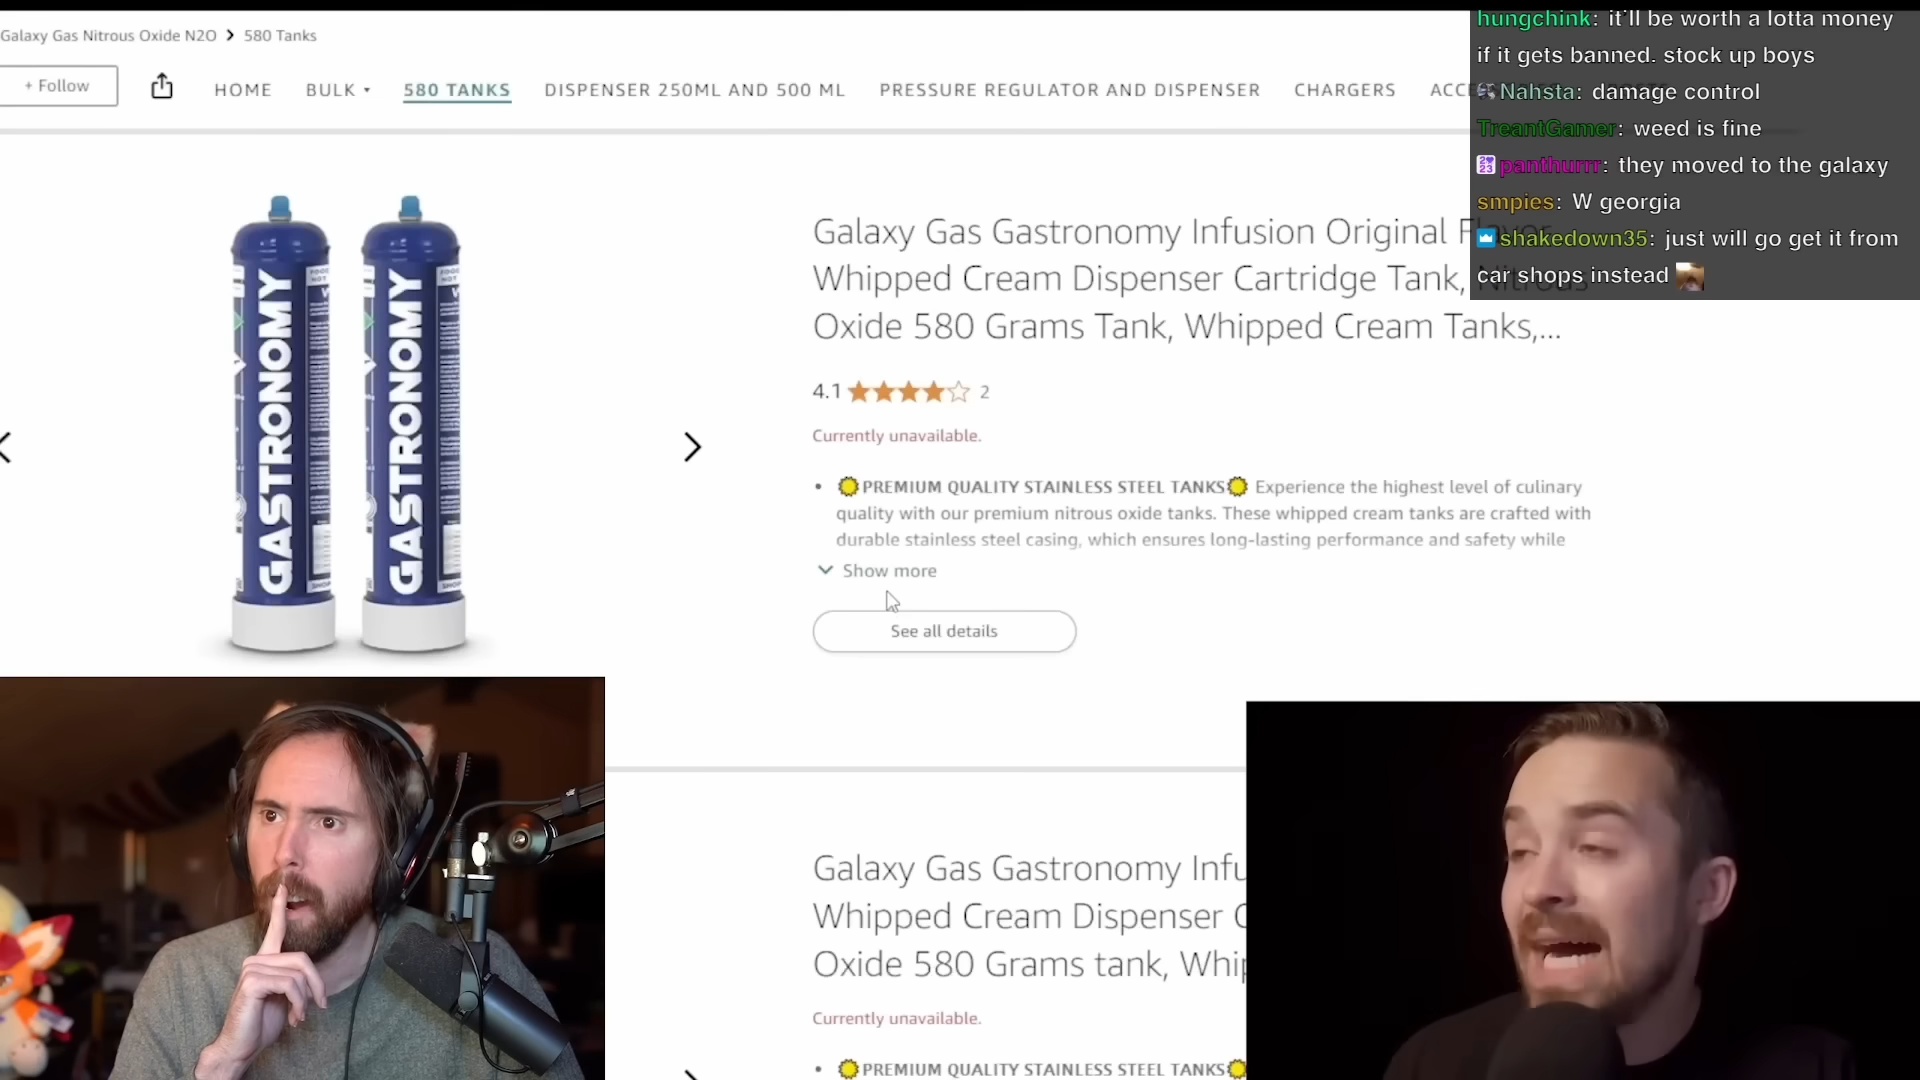 Galaxy Gas Nitrous Oxide N2O > 580 Tanks
+ Follow
HOME BULK 580 TANKS DISPENSER 250ML AND 500 ML PRESSURE REGULATOR AND DISPENSER CHARGERS
GASTRONOMY
GASTRONOMY
Galaxy Gas Gastronomy Infusion Original Flavor
Whipped Cream Dispenser Cartridge Tank, Nitrous
Oxide 580 Grams Tank, Whipped Cream Tanks,...
4.1 2
Currently unavailable.
• PREMIUM QUALITY STAINLESS STEEL TANKS Experience the highest level of culinary
quality with our premium nitrous oxide tanks. These whipped cream tanks are crafted with
durable stainless steel casing, which ensures long-lasting performance and safety while
Show more
See all details
Galaxy Gas Gastronomy Infu
Whipped Cream Dispenser C
Oxide 580 Grams tank, Whip
Currently unavailable.
• PREMIUM QUALITY STAINLESS STEEL TANKS
hungchink: it'll be worth a lotta money
if it gets banned. stock up boys
Nahsta: damage control
TreantGamer: weed is fine
panthurrr: they moved to the galaxy
smpies: W georgia
shakedown35: just will go get it from
car shops instead